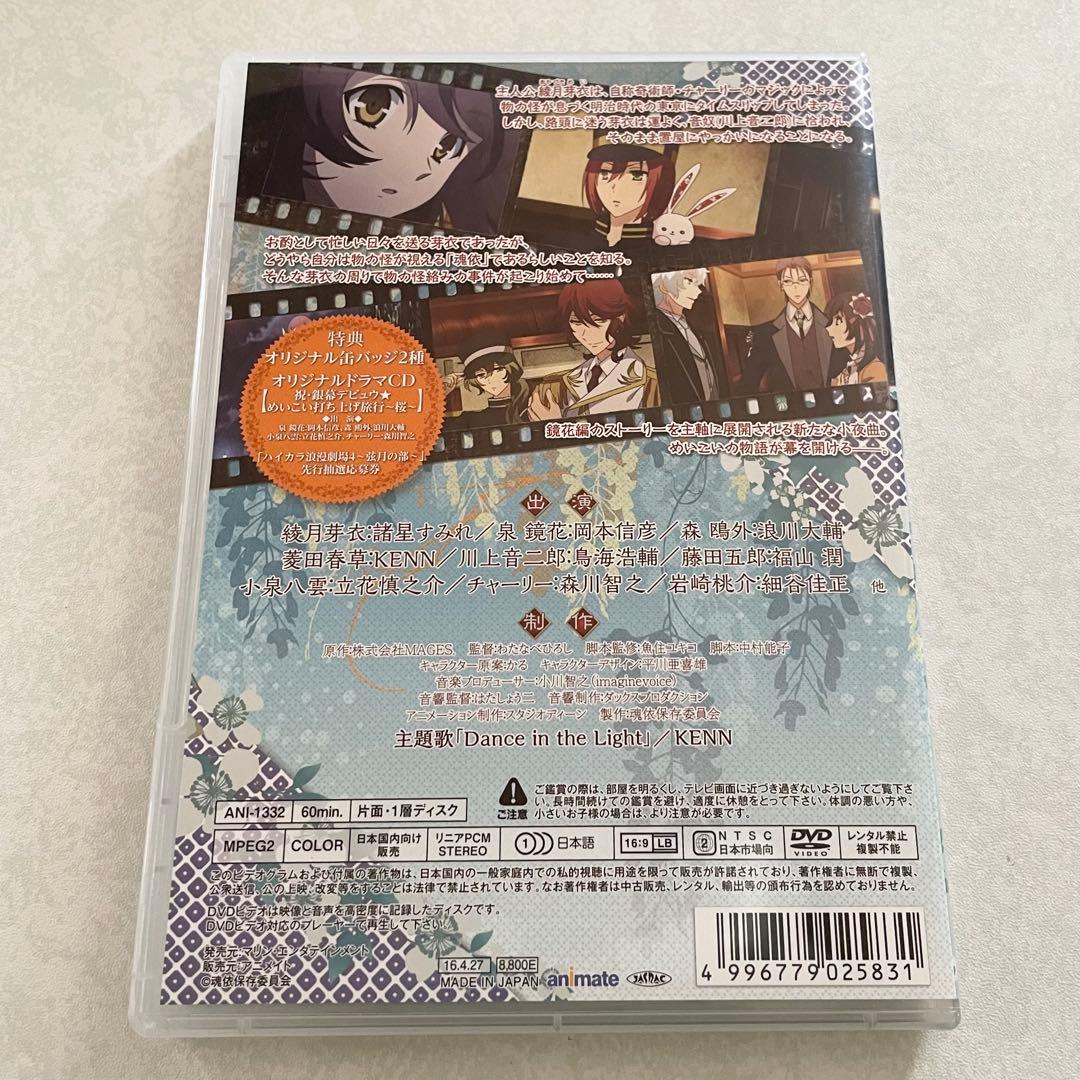 主人公綾月芽衣は、自称奇術師・チャーリーのマジックによって
物の怪が息づく明治時代の東京にタイムスリップしてしまった。
しかし、路頭に迷う芽衣は運よく、音奴(川上音二郎)に拾われ、
そのまま置屋にやっかいになることになる。
お酌として忙しい日々を送る芽衣であったが、
どうやら自分は物の怪が視える「魂依」であるらしいことを知る。
そんな芽衣の周りで物の怪絡みの事件が起こり始めて……
特典
オリジナル缶バッジ2種
オリジナルドラマCD
【祝・銀幕デビュウ★
めいこい打ち上げ旅行～桜～】
◆出 演◆
泉 鏡花:岡本信彦、森 鴎外:浪川大輔
小泉八雲:立花慎之介、チャーリー:森川智之
「ハイカラ浪漫劇場4～弦月の部～」
先行抽選応募券
鏡花編のストーリーを主軸に展開される新たな小夜曲。
めいこいの物語が幕を開ける――。
出演
綾月芽衣:諸星すみれ／泉 鏡花:岡本信彦／森 鴎外:浪川大輔
菱田春草:KENN／川上音二郎:鳥海浩輔／藤田五郎:福山 潤
小泉八雲:立花慎之介／チャーリー:森川智之／岩崎桃介:細谷佳正 他
制作
原作:株式会社MAGES. 監督:わたなべひろし 脚本監修:魚住ユキコ 脚本:中村能子
キャラクター原案:かる キャラクターデザイン:平川亜喜雄
音楽プロデューサー:小川智之(imaginevoice)
音響監督:はたしょう二 音響制作:ダックスプロダクション
アニメーション制作:スタジオディーン 製作:魂依保存委員会
主題歌「Dance in the Light」／KENN
ご注意
ご鑑賞の際は、部屋を明るくし、テレビ画面に近づき過ぎないようにしてご覧下さ
い。長時間続けての鑑賞を避け、適度に休憩をとって下さい。体調の悪い方や、
小さいお子様の場合は、より注意が必要です。
ANI-1332 60min. 片面・1層ディスク
MPEG2 COLOR 日本国内向け販売 リニアPCM STEREO 1 日本語 16:9 LB 2 NTSC 日本市場向 DVD VIDEO レンタル禁止 複製不能
このビデオグラムおよび付属の著作物は、日本国内の一般家庭内での私的視聴に用途を限って販売が許諾されており、著作権者に無断で複製、
公衆送信、公の上映、改変等をすることは法律で禁止されています。なお著作権者は中古販売、レンタル、輸出等の頒布行為を認めておりません。
DVDビデオは映像と音声を高密度に記録したディスクです。
DVDビデオ対応のプレーヤーで再生して下さい。
発売元:マリン・エンタテインメント
販売元:アニメイト
©魂依保存委員会
16.4.27 8,800E
MADE IN JAPAN
animate
JASRAC
4 996779 025831